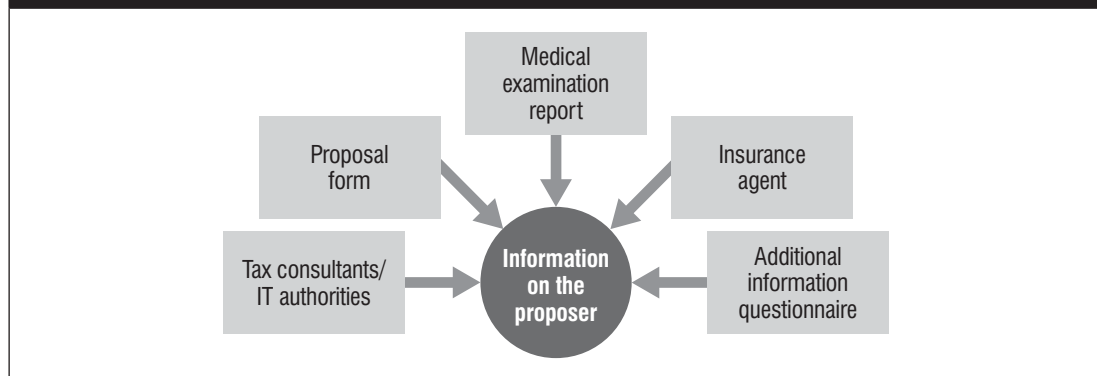 Medical
examination
report
Proposal
form
Insurance
agent
Tax consultants/
IT authorities
Information
on the
proposer
Additional
information
questionnaire